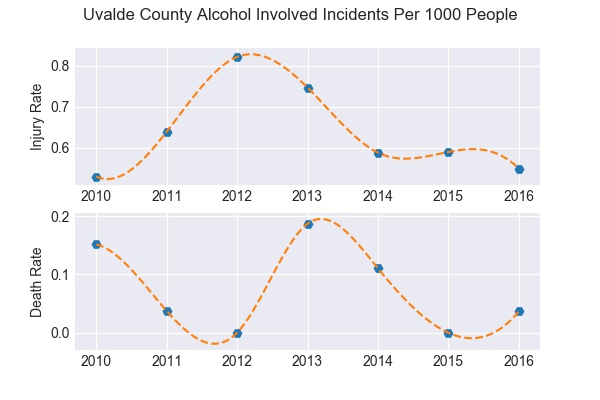 Uvalde County Alcohol Involved Incidents Per 1000 People
Injury Rate
0.8
0.7
0.6
2010 2011 2012 2013 2014 2015 2016
Death Rate
0.2
0.1
0.0
2010 2011 2012 2013 2014 2015 2016